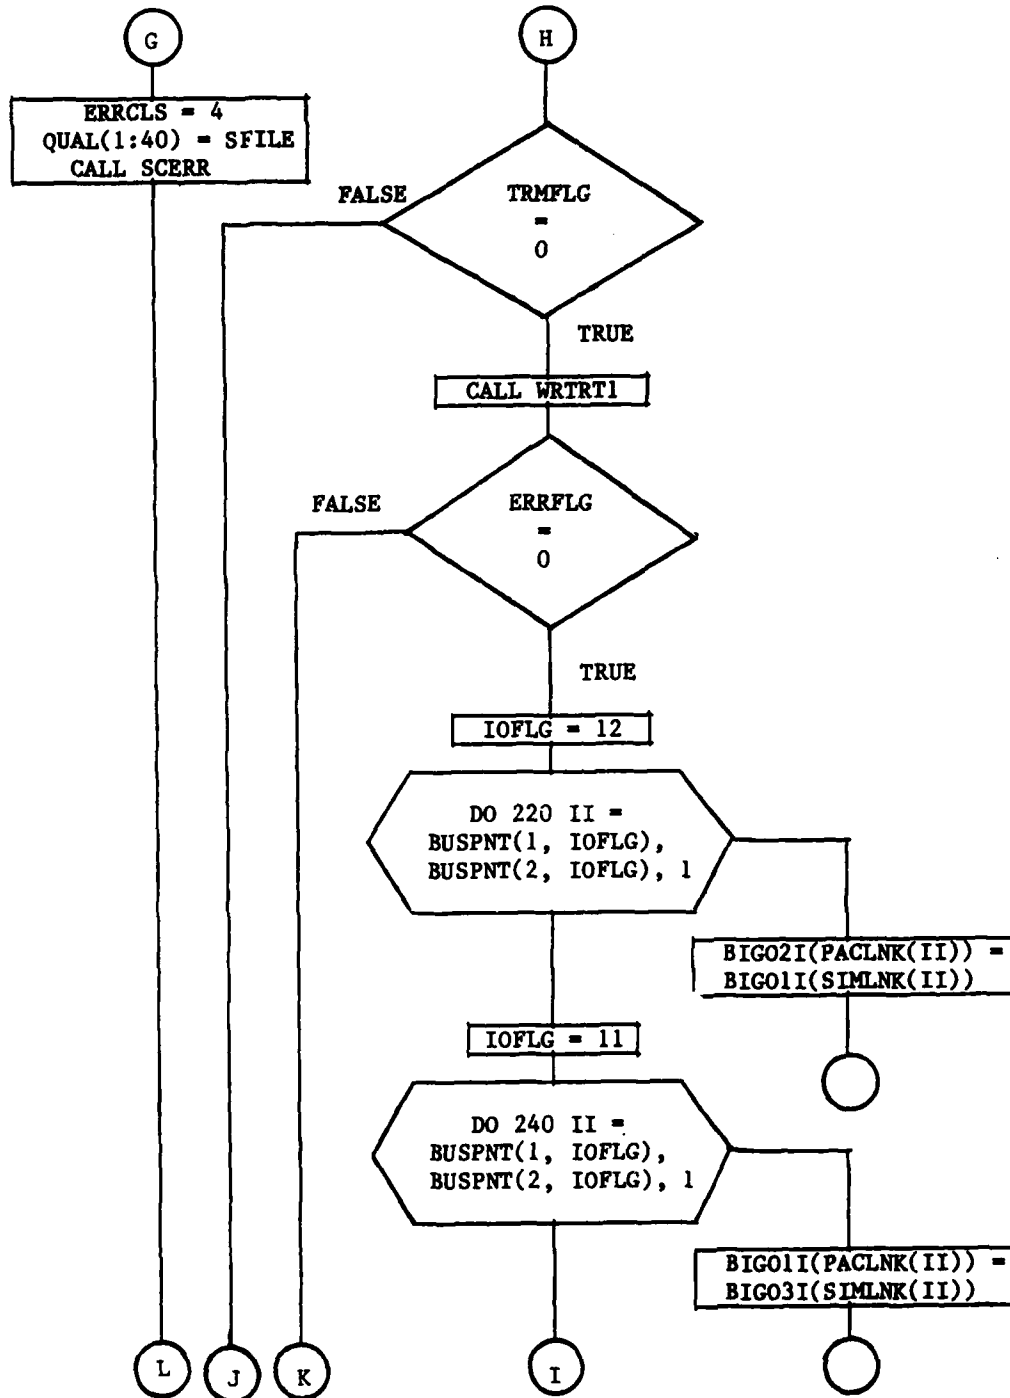 G
H
ERRCLS = 4
QUAL(1:40) = SFILE
CALL SCERR
FALSE
TRMFLG
=
0
TRUE
CALL WRTRT1
FALSE
ERRFLG
=
0
TRUE
IOFLG = 12
DO 220 II =
BUSPNT(1, IOFLG),
BUSPNT(2, IOFLG), 1
BIGO2I(PACLNK(II)) =
BIGO1I(SIMLNK(II))
IOFLG = 11
DO 240 II =
BUSPNT(1, IOFLG),
BUSPNT(2, IOFLG), 1
BIGO1I(PACLNK(II)) =
BIGO3I(SIMLNK(II))
L
J
K
I